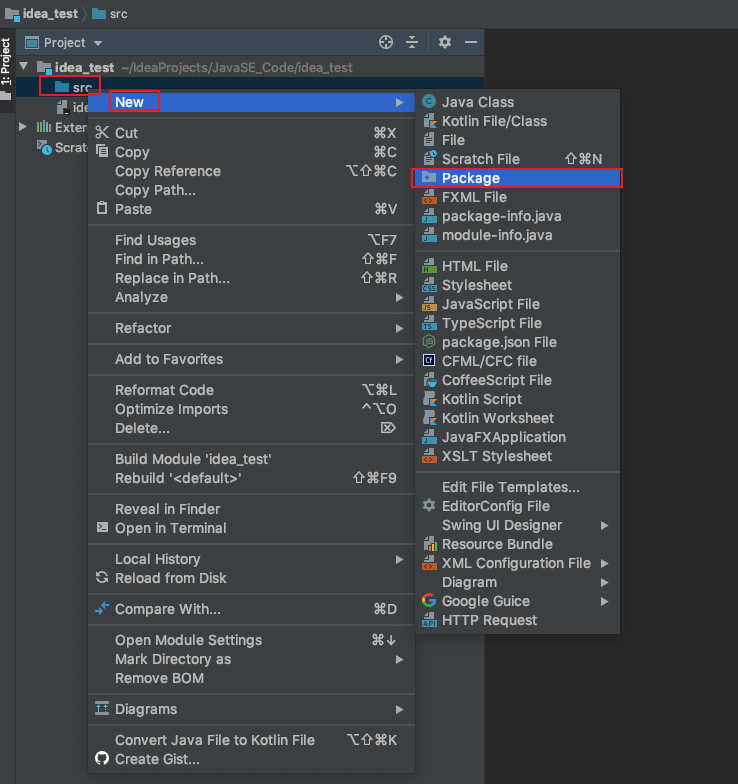 idea_test src
1: Project
Project
idea_test ~/IdeaProjects/JavaSE_Code/idea_test
src
ide
Exter
Scrat
New
Cut ⌘X
Copy ⌘C
Copy Reference ⌥⇧⌘C
Copy Path...
Paste ⌘V
Find Usages ⌥F7
Find in Path... ⇧⌘F
Replace in Path... ⇧⌘R
Analyze
Refactor
Add to Favorites
Reformat Code ⌥⌘L
Optimize Imports ^⌥O
Delete... ⌦
Build Module 'idea_test'
Rebuild '<default>' ⇧⌘F9
Reveal in Finder
Open in Terminal
Local History
Reload from Disk
Compare With... ⌘D
Open Module Settings ⌘↓
Mark Directory as
Remove BOM
Diagrams
Convert Java File to Kotlin File ⌥⇧⌘K
Create Gist...
Java Class
Kotlin File/Class
File
Scratch File ⇧⌘N
Package
FXML File
package-info.java
module-info.java
HTML File
Stylesheet
JavaScript File
TypeScript File
package.json File
CFML/CFC file
CoffeeScript File
Kotlin Script
Kotlin Worksheet
JavaFXApplication
XSLT Stylesheet
Edit File Templates...
EditorConfig File
Swing UI Designer
Resource Bundle
XML Configuration File
Diagram
Google Guice
HTTP Request